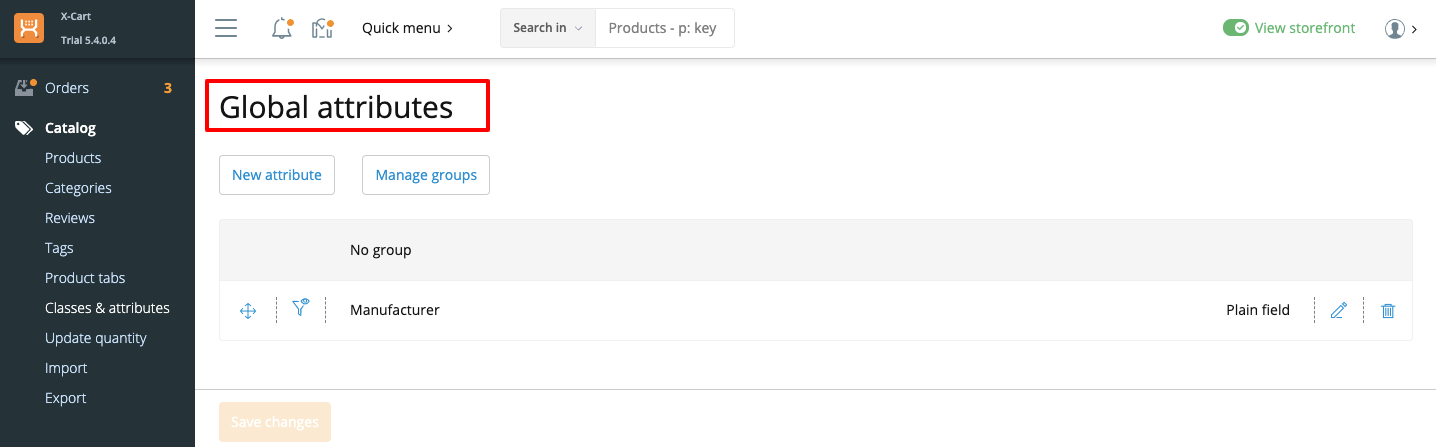 X-Cart
Trial 5.4.0.4
Quick menu
Search in
Products - p: key
View storefront
Orders 3
Catalog
Products
Categories
Reviews
Tags
Product tabs
Classes & attributes
Update quantity
Import
Export
Global attributes
New attribute
Manage groups
No group
Manufacturer
Plain field
Save changes